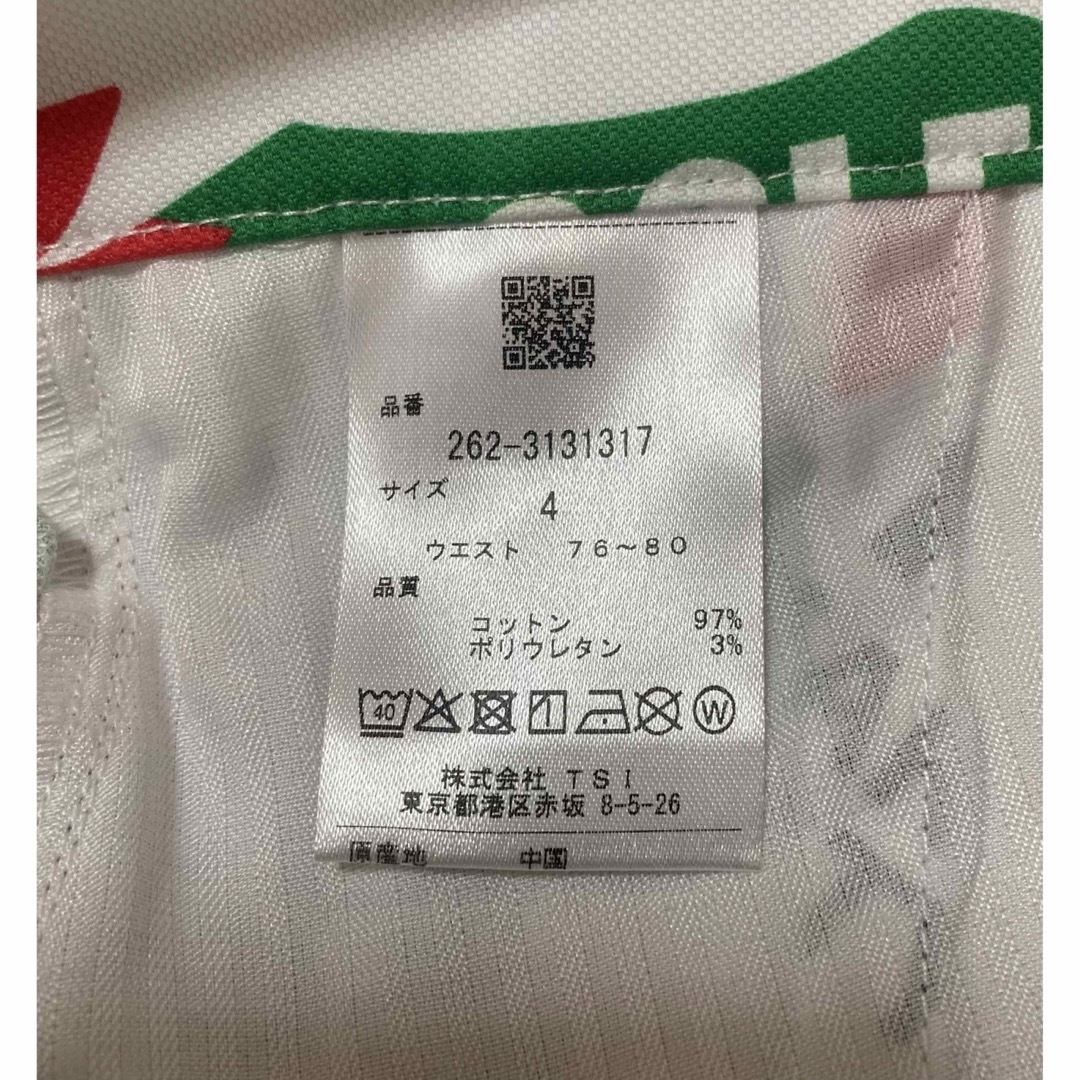 品番
262-3131317
サイズ
4
ウエスト 76~80
品質
コットン 97%
ポリウレタン 3%
40 W
株式会社 TSI
東京都港区赤坂 8-5-26
原産地 中国